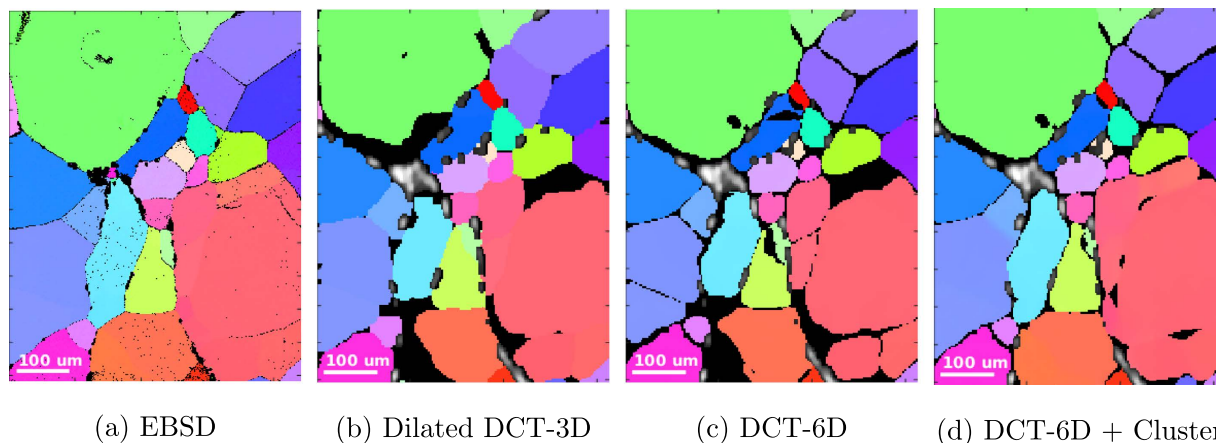 100 um
100 um
100 um
100 um
(a) EBSD
(b) Dilated DCT-3D
(c) DCT-6D
(d) DCT-6D + Cluster